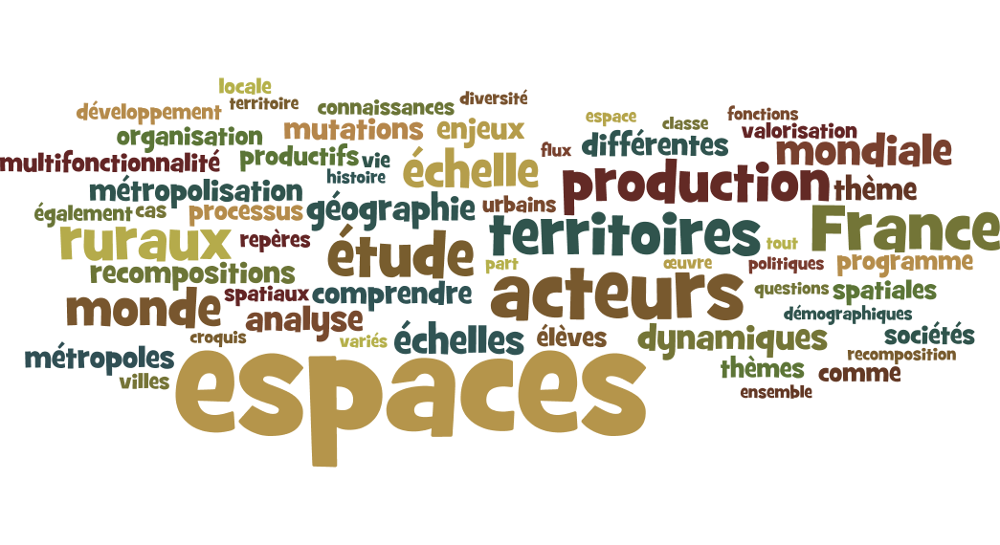 locale
développement
territoire
connaissances
diversité
espace
classe
fonctions
organisation
mutations
enjeux
valorisation
multifonctionnalité
productifs
vie
échelle
flux
différentes
mondiale
métropolisation
histoire
production
thème
également
cas
processus
géographie
urbains
ruraux
repères
étude
territoires
tout
France
recompositions
part
œuvre
politiques
programme
monde
spatiaux
comprendre
acteurs
questions
spatiales
analyse
démographiques
croquis
variés
échelles
élèves
dynamiques
sociétés
métropoles
recomposition
villes
espaces
thèmes
comme
ensemble